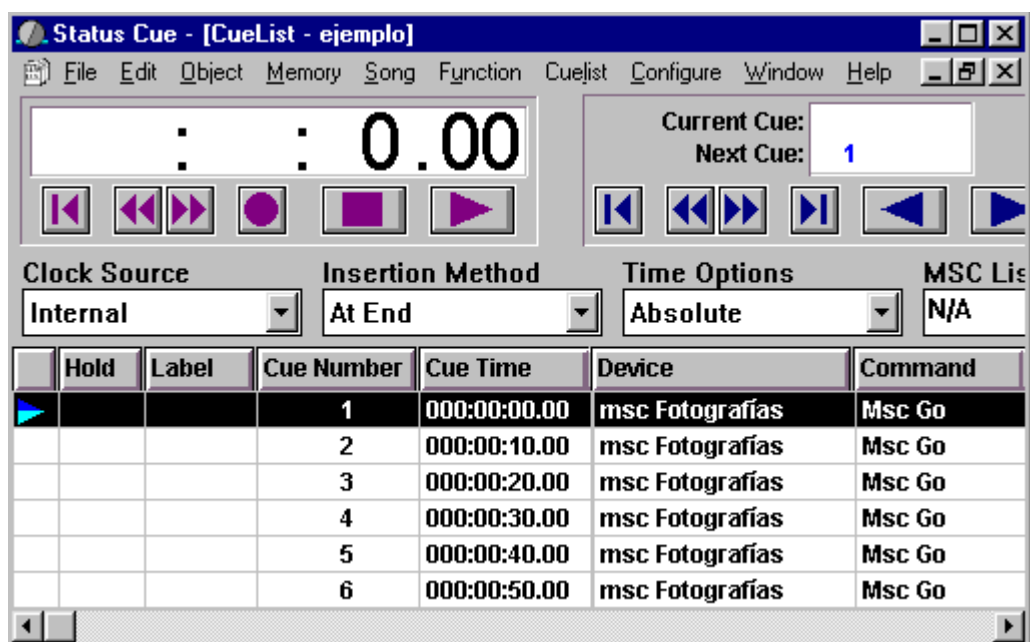 Status Cue - [CueList - ejemplo]
File Edit Object Memory Song Function Cuelist Configure Window Help
: : 0.00
Current Cue:
Next Cue: 1
Clock Source Insertion Method Time Options MSC Lis
Internal At End Absolute N/A
Hold Label Cue Number Cue Time Device Command
1 000:00:00.00 msc Fotografías Msc Go
2 000:00:10.00 msc Fotografías Msc Go
3 000:00:20.00 msc Fotografías Msc Go
4 000:00:30.00 msc Fotografías Msc Go
5 000:00:40.00 msc Fotografías Msc Go
6 000:00:50.00 msc Fotografías Msc Go